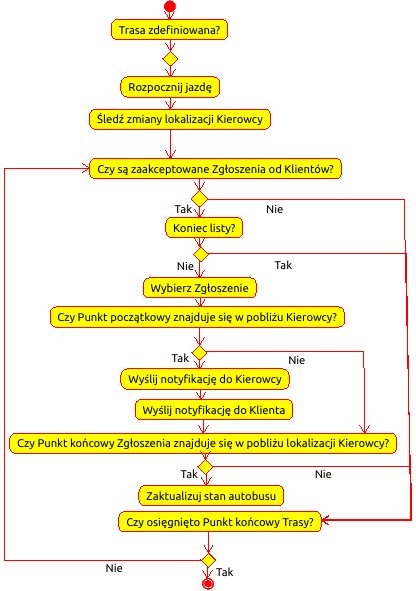 Trasa zdefiniowana?
Rozpocznij jazdę
Śledź zmiany lokalizacji Kierowcy
Czy są zaakceptowane Zgłoszenia od Klientów?
Tak
Nie
Koniec listy?
Nie
Tak
Wybierz Zgłoszenie
Czy Punkt początkowy znajduje się w pobliżu Kierowcy?
Tak
Nie
Wyślij notyfikację do Kierowcy
Wyślij notyfikację do Klienta
Czy Punkt końcowy Zgłoszenia znajduje się w pobliżu lokalizacji Kierowcy?
Tak
Nie
Zaktualizuj stan autobusu
Czy osięgnięto Punkt końcowy Trasy?
Nie
Tak